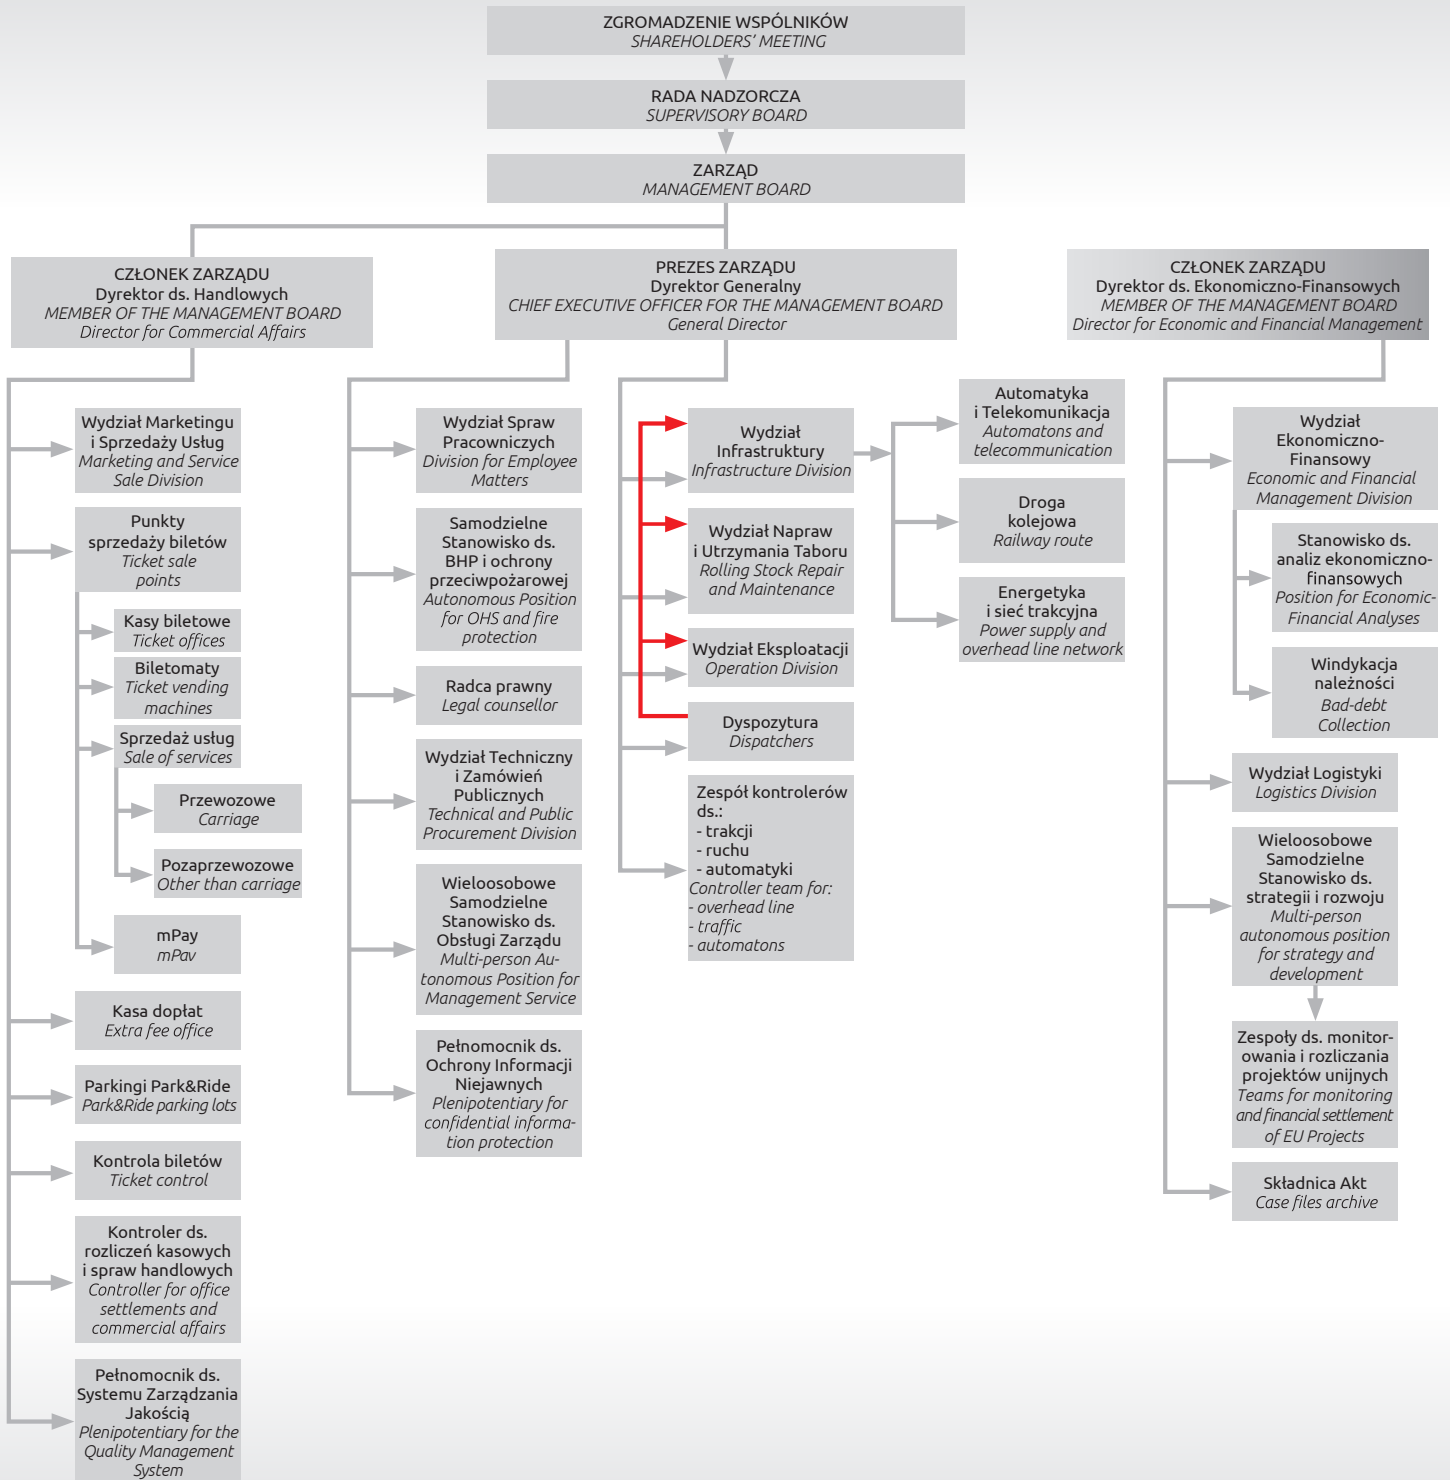 ZGROMADZENIE WSPÓLNIKÓW
SHAREHOLDERS’ MEETING
RADA NADZORCZA
SUPERVISORY BOARD
ZARZĄD
MANAGEMENT BOARD
CZŁONEK ZARZĄDU
Dyrektor ds. Handlowych
MEMBER OF THE MANAGEMENT BOARD
Director for Commercial Affairs
PREZES ZARZĄDU
Dyrektor Generalny
CHIEF EXECUTIVE OFFICER FOR THE MANAGEMENT BOARD
General Director
CZŁONEK ZARZĄDU
Dyrektor ds. Ekonomiczno-Finansowych
MEMBER OF THE MANAGEMENT BOARD
Director for Economic and Financial Management
Wydział Marketingu
i Sprzedaży Usług
Marketing and Service
Sale Division
Punkty
sprzedaży biletów
Ticket sale
points
Kasy biletowe
Ticket offices
Biletomaty
Ticket vending
machines
Sprzedaż usług
Sale of services
Przewozowe
Carriage
Pozaprzewozowe
Other than carriage
mPay
mPav
Kasa dopłat
Extra fee office
Parkingi Park&Ride
Park&Ride parking lots
Kontrola biletów
Ticket control
Kontroler ds.
rozliczeń kasowych
i spraw handlowych
Controller for office
settlements and
commercial affairs
Pełnomocnik ds.
Systemu Zarządzania
Jakością
Plenipotentiary for the
Quality Management
System
Wydział Spraw
Pracowniczych
Division for Employee
Matters
Samodzielne
Stanowisko ds.
BHP i ochrony
przeciwpożarowej
Autonomous Position
for OHS and fire
protection
Radca prawny
Legal counsellor
Wydział Techniczny
i Zamówień
Publicznych
Technical and Public
Procurement Division
Wieloosobowe
Samodzielne
Stanowisko ds.
Obsługi Zarządu
Multi-person Au-
tonomous Position for
Management Service
Pełnomocnik ds.
Ochrony Informacji
Niejawnych
Plenipotentiary for
confidential informa-
tion protection
Wydział
Infrastruktury
Infrastructure Division
Wydział Napraw
i Utrzymania Taboru
Rolling Stock Repair
and Maintenance
Wydział Eksploatacji
Operation Division
Dyspozytura
Dispatchers
Zespół kontrolerów
ds.:
- trakcji
- ruchu
- automatyki
Controller team for:
- overhead line
- traffic
- automatons
Automatyka
i Telekomunikacja
Automatons and
telecommunication
Droga
kolejowa
Railway route
Energetyka
i sieć trakcyjna
Power supply and
overhead line network
Wydział
Ekonomiczno-
Finansowy
Economic and Financial
Management Division
Stanowisko ds.
analiz ekonomiczno-
finansowych
Position for Economic-
Financial Analyses
Windykacja
należności
Bad-debt
Collection
Wydział Logistyki
Logistics Division
Wieloosobowe
Samodzielne
Stanowisko ds.
strategii i rozwoju
Multi-person
autonomous position
for strategy and
development
Zespoły ds. monitor-
owania i rozliczania
projektów unijnych
Teams for monitoring
and financial settlement
of EU Projects
Składnica Akt
Case files archive